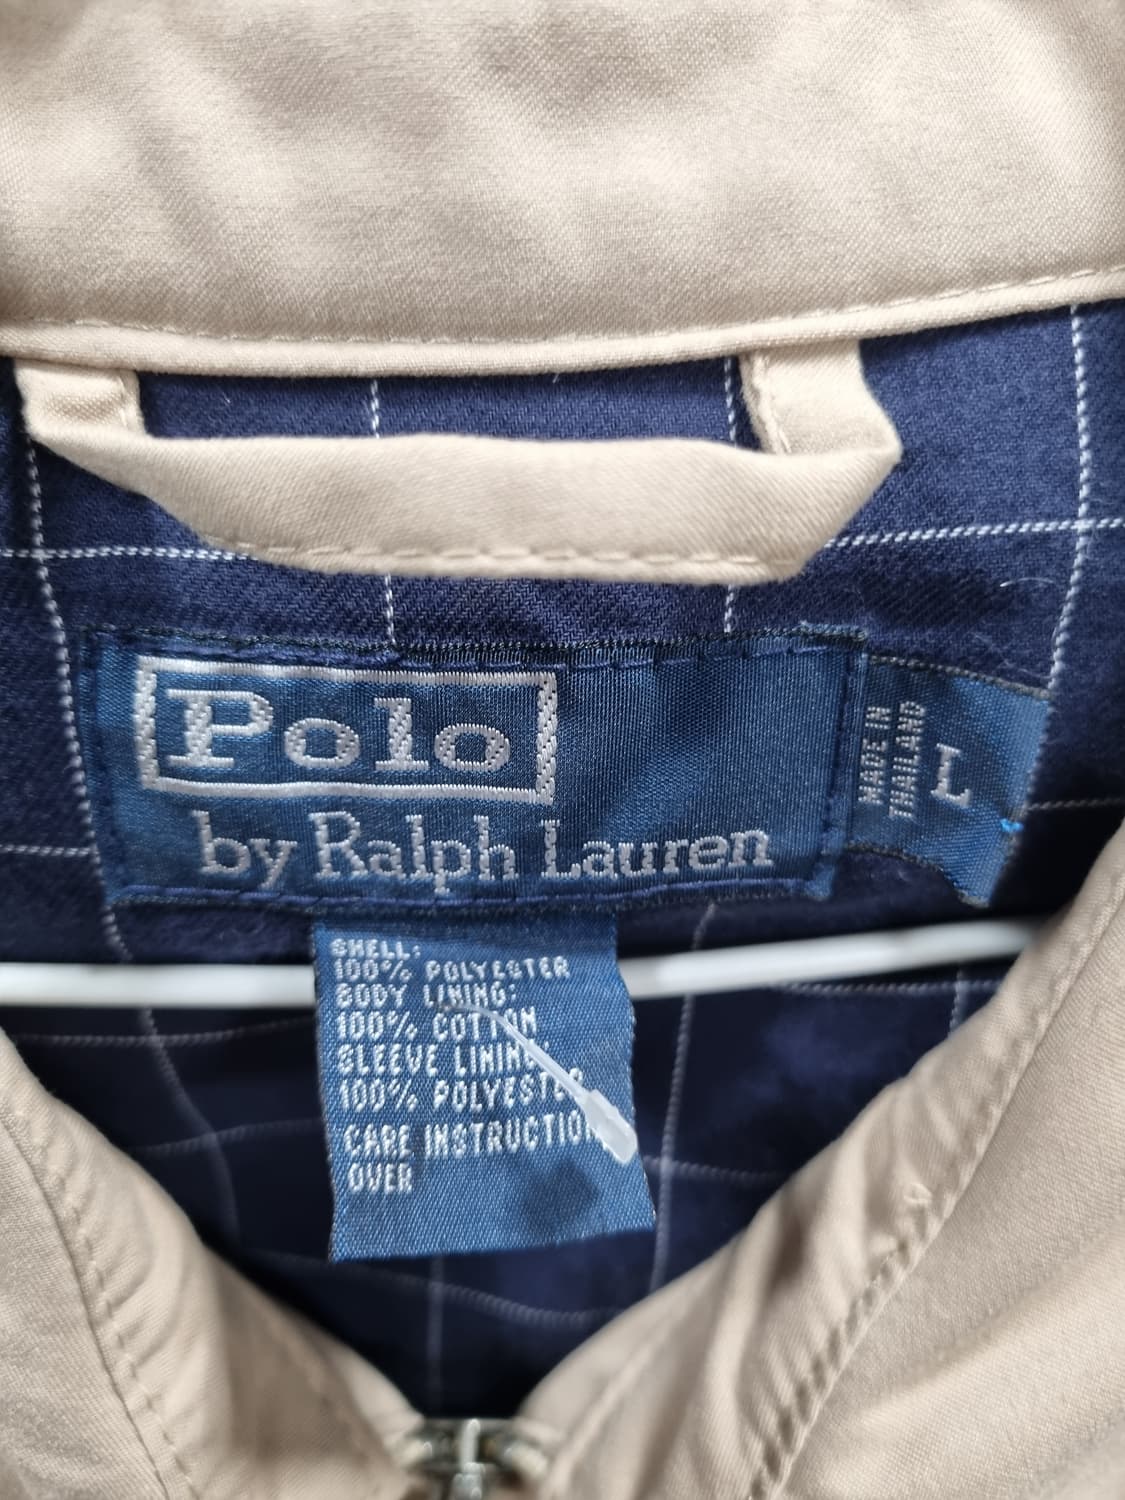 Polo
by Ralph Lauren
MADE IN
THAILAND
L
SHELL:
100% POLYESTER
BODY LINING:
100% COTTON
SLEEVE LINING:
100% POLYESTER
CARE INSTRUCTION
OVER